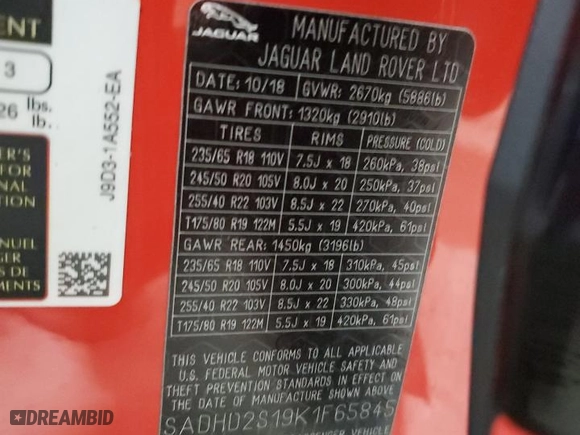 ENT
3
26 lbs.
lb.
J9D3-1A552-EA
JAGUAR
MANUFACTURED BY
JAGUAR LAND ROVER LTD
DATE: 10/18 GVWR: 2670kg (5886lb)
GAWR FRONT: 1320kg (2910lb)
TIRES RIMS PRESSURE (COLD)
235/65 R18 110V 7.5J x 18 260kPa, 38psi
245/50 R20 105V 8.0J x 20 250kPa, 37psi
255/40 R22 103V 8.5J x 22 270kPa, 40psi
T175/80 R19 122M 5.5J x 19 420kPa, 61psi
GAWR REAR: 1450kg (3196lb)
235/65 R18 110V 7.5J x 18 310kPa, 45psi
245/50 R20 105V 8.0J x 20 300kPa, 44psi
255/40 R22 103V 8.5J x 22 330kPa, 48psi
T175/80 R19 122M 5.5J x 19 420kPa, 61psi
THIS VEHICLE CONFORMS TO ALL APPLICABLE
U.S. FEDERAL MOTOR VEHICLE SAFETY AND
THEFT PREVENTION STANDARDS IN EFFECT ON
THE DATE OF MANUFACTURE SHOWN ABOVE
SADHD2S19K1F65845
DREAMBID